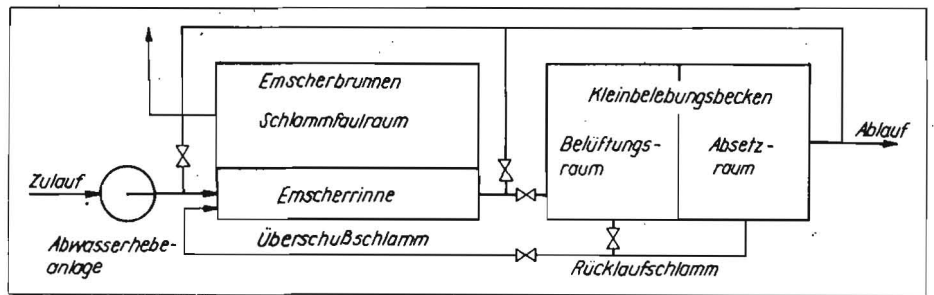 Emscherbrunnen
Schlammfaulraum
Emscherrinne
Kleinbelebungsbecken
Belüftungs-
raum
Absetz-
raum
Ablauf
Zulauf
Abwasserhebe-
anlage
Überschußschlamm
Rücklaufschlamm